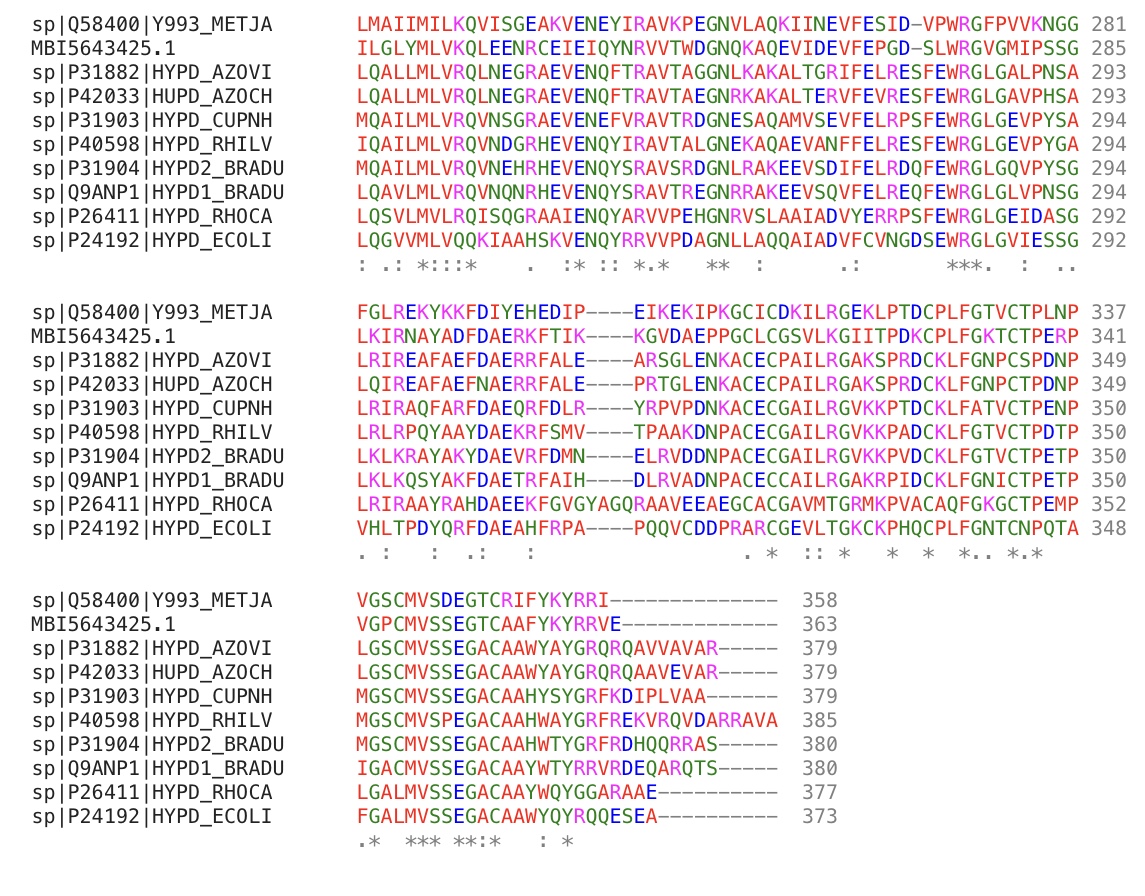 sp|Q58400|Y993_METJA LMAIIMILKQVISGEAKVENEYIRAVKPEGNVLAQKIINEVFESID-VPWRGFPVVKNGG 281
MBI5643425.1 ILGLYMLVKQLEENRCEIEIQYNRVVTWDGNQKAQEVIDEVFEPGD-SLWRGVGMIPSSG 285
sp|P31882|HYPD_AZOVI LQALLMLVRQLNEGRAEVENQFTRAVTAGGNLKAKALTGRIFELRESFEWRGLGALPNSA 293
sp|P42033|HUPD_AZOCH LQALLMLVRQLNEGRAEVENQFTRAVTAEGNRKAKALTERVFEVRESFEWRGLGAVPHSA 293
sp|P31903|HYPD_CUPNH MQAILMLVRQVNSGRAEVENEFVRAVTRDGNESAQAMVSEVFELRPSFEWRGLGEVPYSA 294
sp|P40598|HYPD_RHILV IQAILMLVRQVNDGRHEVENQYIRAVTALGNEKAQAEVANFFELRSSFEWRGLGEVPYGA 294
sp|P31904|HYPD2_BRADU MQAILMLVRQVNEHRHEVENQYSRAVSRDGNLRAKEEVSDIFELRDQFEWRGLGQVPYSG 294
sp|Q9ANP1|HYPD1_BRADU LQAVLMLVRQVNQNRHEVENQYSRAVTREGNRRAKEEVSQVFELREQFEWRGLGLVPNSG 294
sp|P26411|HYPD_RHOCA LQSVLMVLRQISQGRAAIENQYARVVPEHGNRVSLAAIADVYERRPSFEWRGLGEIDASG 292
sp|P24192|HYPD_ECOLI LQGVVMLVQQKIAAHSKVENQYRRVVPDAGNLLAQQAIADVFCVNGDSEWRGLGVIESSG 292
: .: *:::* . :* :: *.* ** : .: ***. : ..
sp|Q58400|Y993_METJA FGLREKYKKFDIYEHEDIP----EIKEKIPKGCICDKILRGEKLPTDCPLFGTVCTPLNP 337
MBI5643425.1 LKIRNAYADFDAERKFTIK----KGVDAEPPGCLCGSVLKGIITPDKCPLFGKTCTPERP 341
sp|P31882|HYPD_AZOVI LRIREAFAEFDAERRFALE----ARSGLENKACECPAILRGAKSPRDCKLFGNPCSPDNP 349
sp|P42033|HUPD_AZOCH LQIREAFAEFNAERRFALE----PRTGLENKACECPAILRGAKSPRDCKLFGNPCTPDNP 349
sp|P31903|HYPD_CUPNH LRIRAQFARFDAEQRFDLR----YRPVPDNKACECGAILRGVKKPTDCKLFATVCTPENP 350
sp|P40598|HYPD_RHILV LRLRPQYAAYDAEKRFSMV----TPAAKDNPACECGAILRGVKKPADCKLFGTVCTPDTP 350
sp|P31904|HYPD2_BRADU LKLKRAYAKYDAEVRFDMN----ELRVDDNPACECGAILRGVKKPVDCKLFGTVCTPETP 350
sp|Q9ANP1|HYPD1_BRADU LKLKQSYAKFDAETRFAIH----DLRVADNPACECCAILRGAKRPIDCKLFGNICTPETP 350
sp|P26411|HYPD_RHOCA LRIRAAYRAHDAEEKFGVGYAGQRAAVEEAEGCACGAVMTGRMKPVACAQFGKGCTPEMP 352
sp|P24192|HYPD_ECOLI VHLTPDYQRFDAEAHFRPA----PQQVCDDPRARCGEVLTGKCKPHQCPLFGNTCNPQTA 348
. : : .: : . * :: * * * *.. *.*
sp|Q58400|Y993_METJA VGSCMVSDEGTCRIFYKYRRI-------------- 358
MBI5643425.1 VGPCMVSSEGTCAAFYKYRRVE------------- 363
sp|P31882|HYPD_AZOVI LGSCMVSSEGACAAWYAYGRQRQAVVAVAR----- 379
sp|P42033|HUPD_AZOCH LGSCMVSSEGACAAWYAYGRQRQAAVEVAR----- 379
sp|P31903|HYPD_CUPNH MGSCMVSSEGACAAHYSYGRFKDIPLVAA------ 379
sp|P40598|HYPD_RHILV MGSCMVSPEGACAAHWAYGRFREKVRQVDARRAVA 385
sp|P31904|HYPD2_BRADU MGSCMVSSEGACAAHWTYGRFRDHQQRRAS----- 380
sp|Q9ANP1|HYPD1_BRADU IGACMVSSEGACAAYWTYRRVRDEQARQTS----- 380
sp|P26411|HYPD_RHOCA LGALMVSSEGACAAYWQYGGARAAE---------- 377
sp|P24192|HYPD_ECOLI FGALMVSSEGACAAWYQYRQQESEA---------- 373
.* *** **:* : *